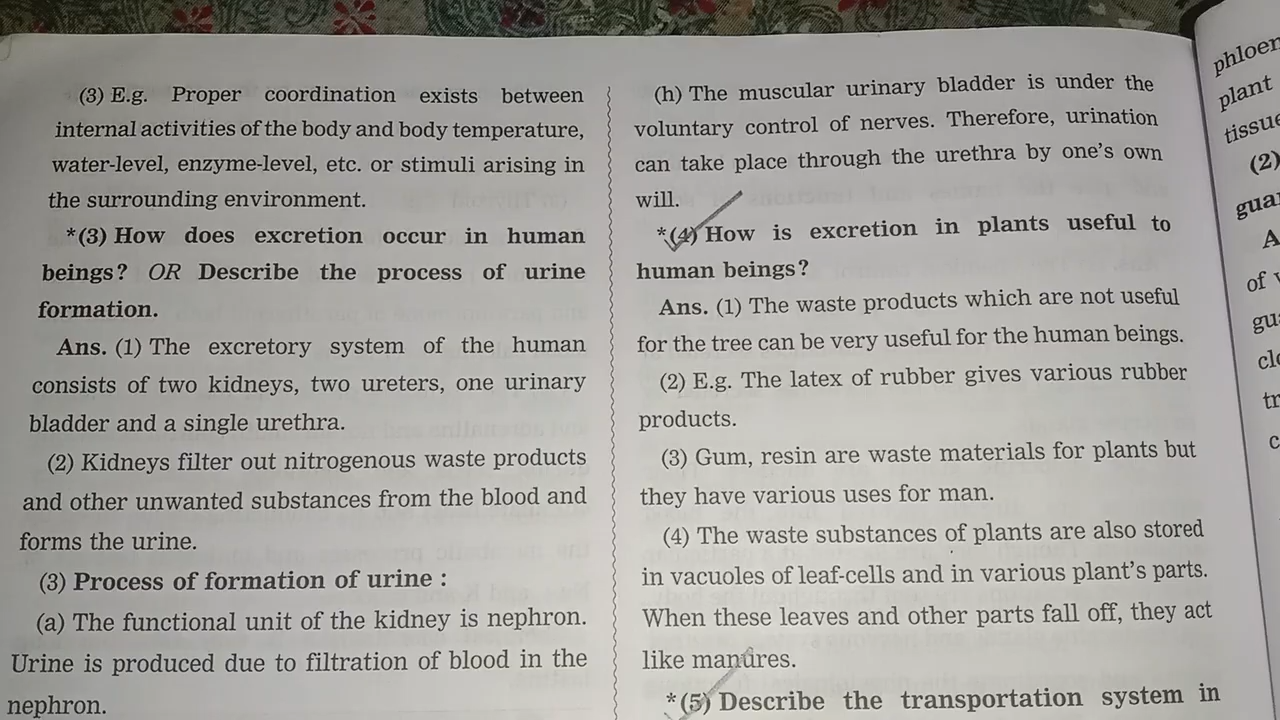 (3) E.g. Proper coordination exists between
internal activities of the body and body temperature,
water-level, enzyme-level, etc. or stimuli arising in
the surrounding environment.
*(3) How does excretion occur in human
beings? OR Describe the process of urine
formation.
Ans. (1) The excretory system of the human
consists of two kidneys, two ureters, one urinary
bladder and a single urethra.
(2) Kidneys filter out nitrogenous waste products
and other unwanted substances from the blood and
forms the urine.
(3) Process of formation of urine :
(a) The functional unit of the kidney is nephron.
Urine is produced due to filtration of blood in the
nephron.
(h) The muscular urinary bladder is under the
voluntary control of nerves. Therefore, urination
can take place through the urethra by one's own
will.
*(4) How is excretion in plants useful to
human beings?
Ans. (1) The waste products which are not useful
for the tree can be very useful for the human beings.
(2) E.g. The latex of rubber gives various rubber
products.
(3) Gum, resin are waste materials for plants but
they have various uses for man.
(4) The waste substances of plants are also stored
in vacuoles of leaf-cells and in various plant's parts.
When these leaves and other parts fall off, they act
like manures.
*(5) Describe the transportation system in
plant
(2)
of